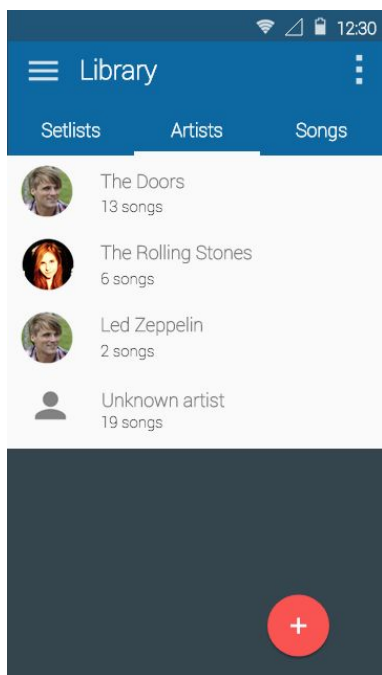 12:30
Library
Setlists Artists Songs
The Doors
13 songs
The Rolling Stones
6 songs
Led Zeppelin
2 songs
Unknown artist
19 songs
+